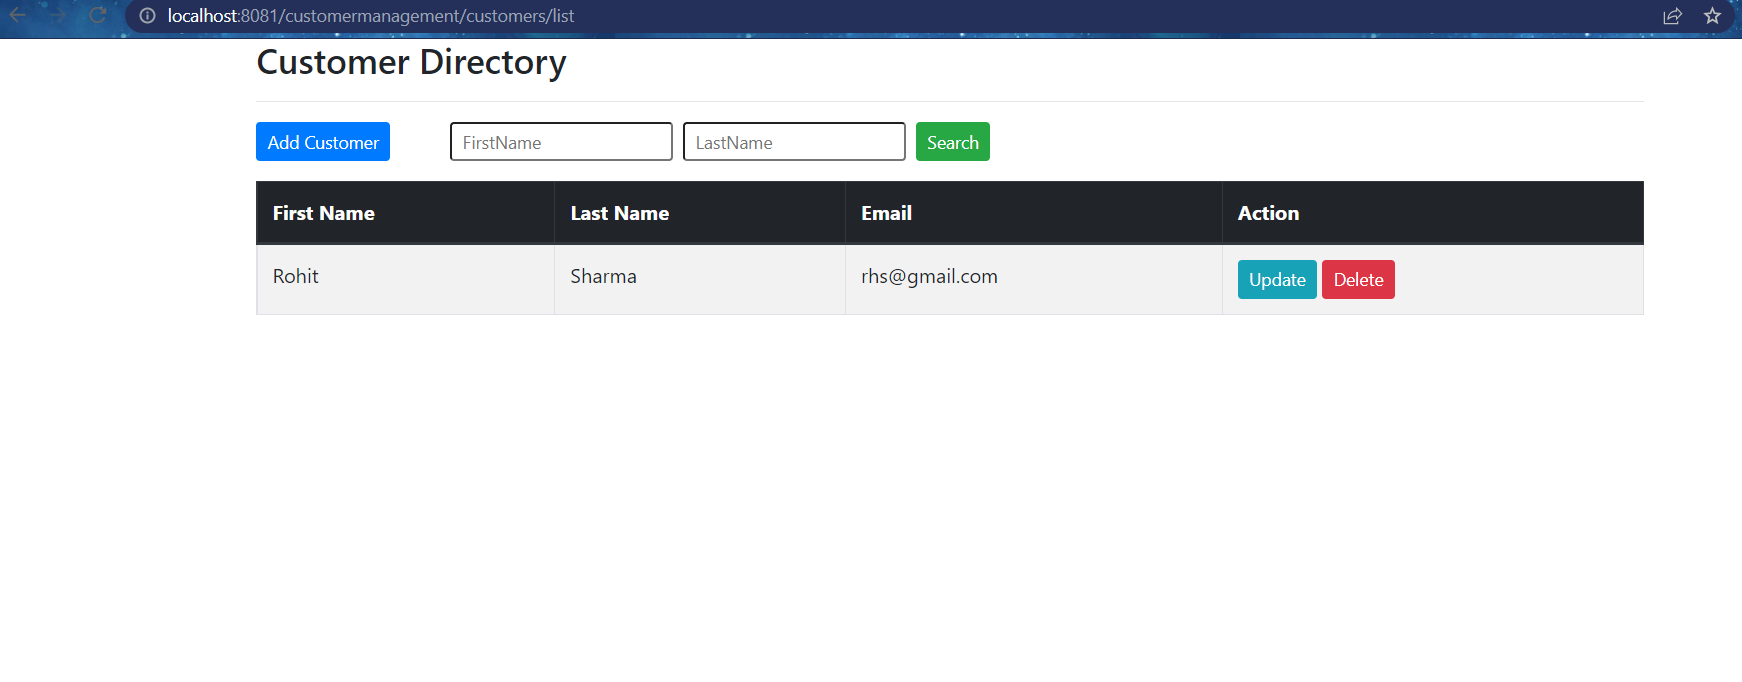 localhost:8081/customermanagement/customers/list
Customer Directory
Add Customer FirstName LastName Search
First Name Last Name Email Action
Rohit Sharma rhs@gmail.com Update Delete